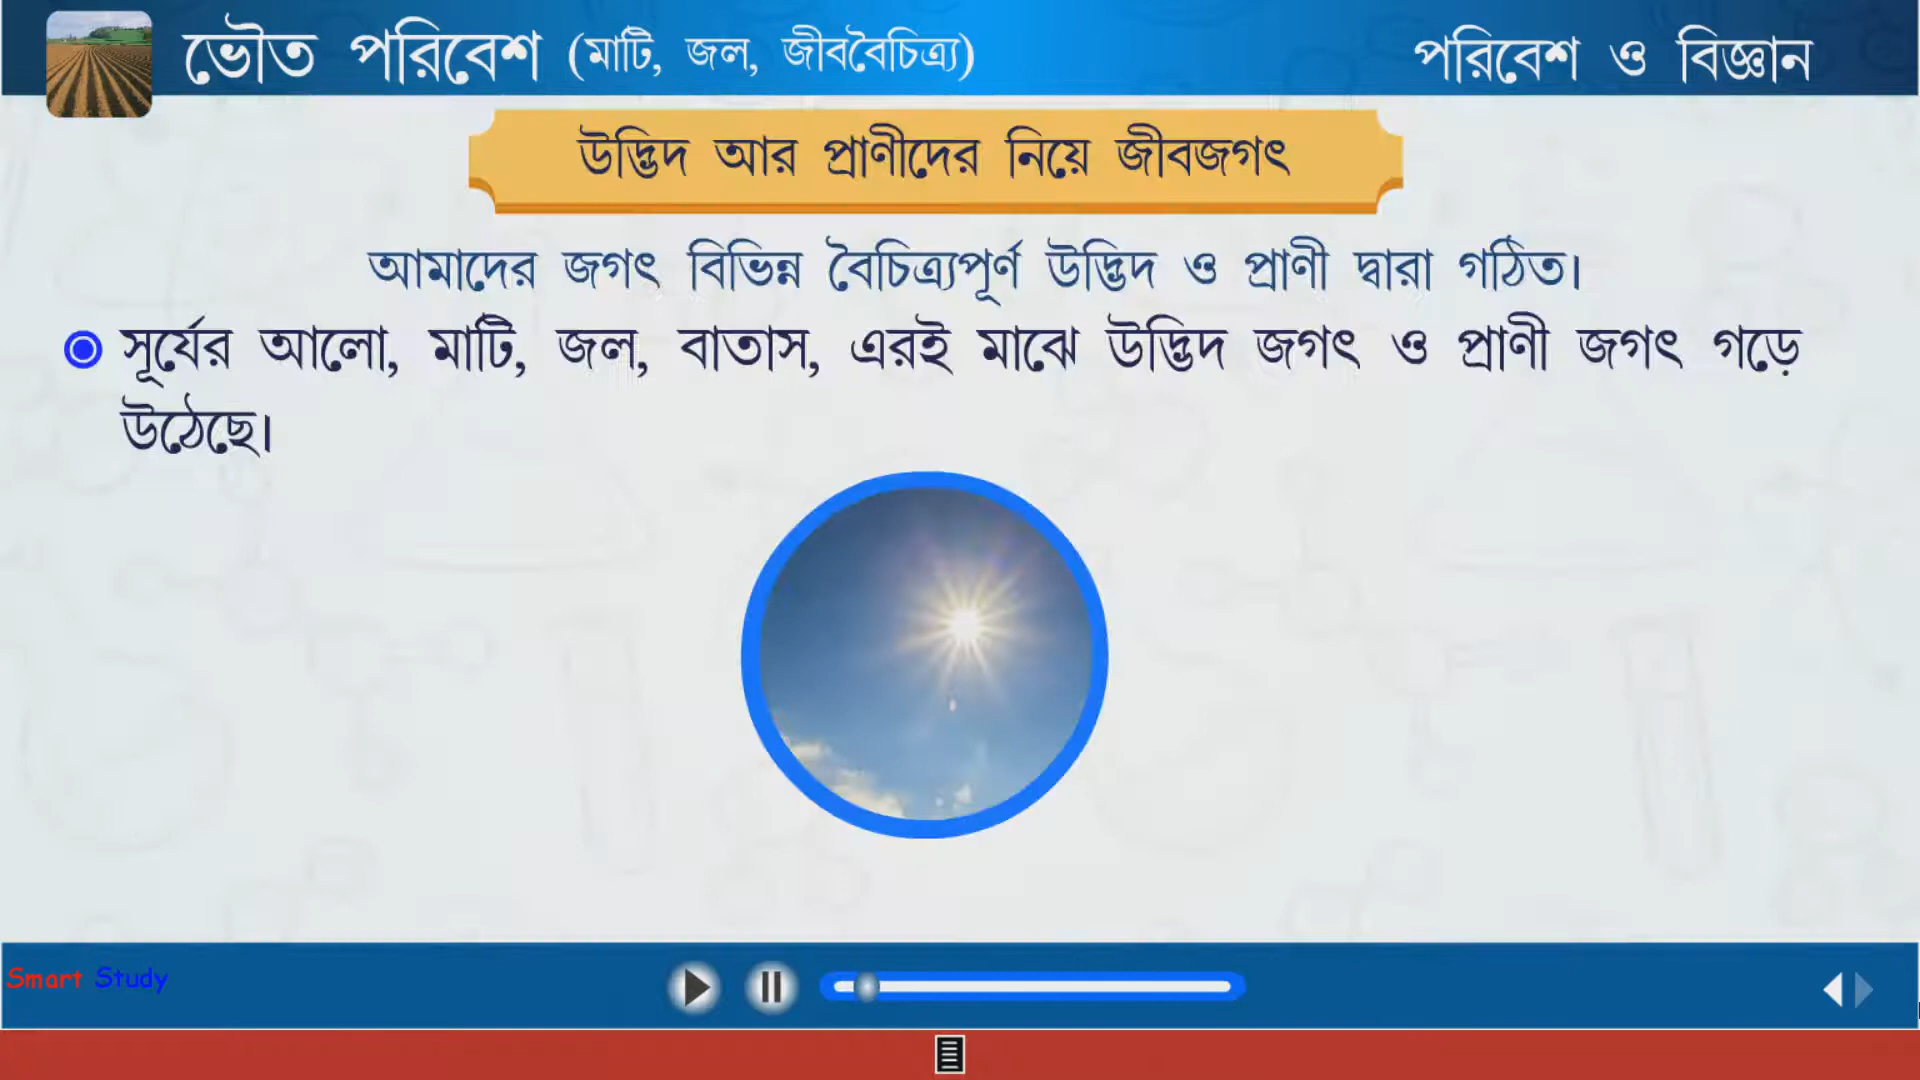 ভৌত পরিবেশ (মাটি, জল, জীববৈচিত্র্য)
পরিবেশ ও বিজ্ঞান
উদ্ভিদ আর প্রাণীদের নিয়ে জীবজগৎ
আমাদের জগৎ বিভিন্ন বৈচিত্র্যপূর্ণ উদ্ভিদ ও প্রাণী দ্বারা গঠিত।
সূর্যের আলো, মাটি, জল, বাতাস, এরই মাঝে উদ্ভিদ জগৎ ও প্রাণী জগৎ গড়ে
উঠেছে।
Smart Study